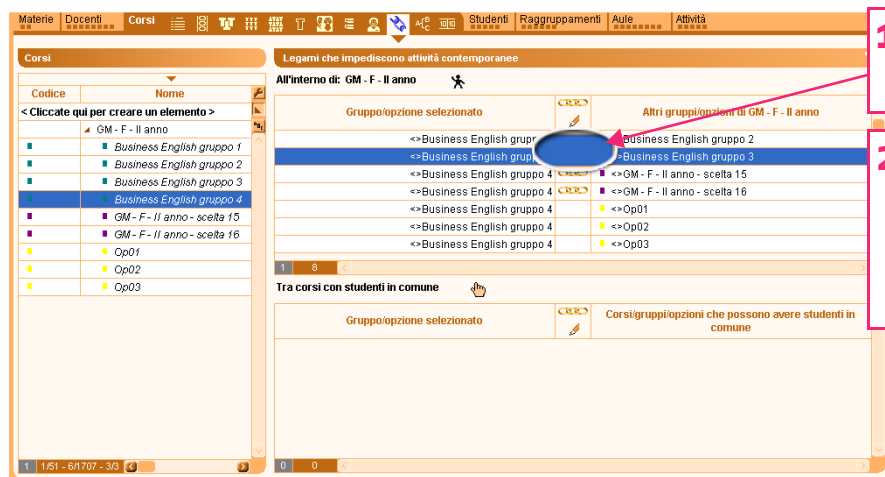 Materie Docenti Corsi Studenti Raggruppamenti Aule Attività
1
Corsi
Legami che impediscono attività contemporanee
All'interno di: GM - F - II anno
Codice Nome
Gruppo/opzione selezionato Altri gruppi/opzioni di GM - F - II anno
< Cliccate qui per creare un elemento >
GM - F - II anno
Business English gruppo 1
Business English gruppo 2
Business English gruppo 3
Business English gruppo 4
GM - F - II anno - scelta 15
GM - F - II anno - scelta 16
Op01
Op02
Op03
<>Business English grupp Business English gruppo 2
<>Business English grup Business English gruppo 3
<>Business English gruppo 4 <>GM - F - II anno - scelta 15
<>Business English gruppo 4 <>GM - F - II anno - scelta 16
<>Business English gruppo 4 <>Op01
<>Business English gruppo 4 <>Op02
<>Business English gruppo 4 <>Op03
1 8
2
Tra corsi con studenti in comune
Gruppo/opzione selezionato Corsi/gruppi/opzioni che possono avere studenti in
comune
1 1/51 - 6/1707 - 3/3
0 0